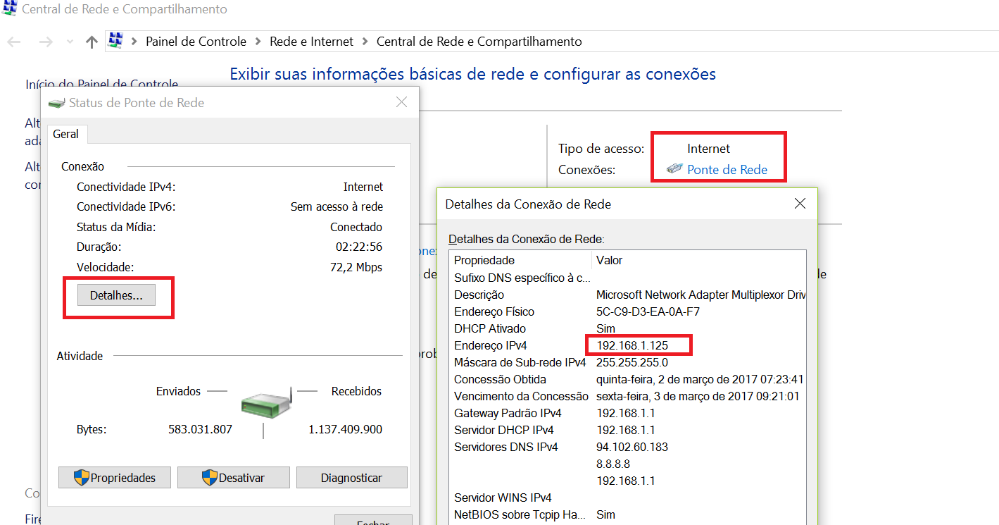 Central de Rede e Compartilhamento
Painel de Controle > Rede e Internet > Central de Rede e Compartilhamento
Exibir suas informações básicas de rede e configurar as conexões
Início do Painel de Controle
Alt
ada
Alt
con
Tipo de acesso: Internet
Conexões: Ponte de Rede
Status de Ponte de Rede
Geral
Conexão
Conectividade IPv4: Internet
Conectividade IPv6: Sem acesso à rede
Status da Mídia: Conectado
Duração: 02:22:56
Velocidade: 72,2 Mbps
Detalhes...
Atividade
Enviados Recebidos
Bytes: 583.031.807 1.137.409.900
Propriedades Desativar Diagnosticar
Fechar
Co
Fire
de
Detalhes da Conexão de Rede
Detalhes da Conexão de Rede:
Propriedade Valor
Sufixo DNS específico à c...
Descrição Microsoft Network Adapter Multiplexor Driv
Endereço Físico 5C-C9-D3-EA-0A-F7
DHCP Ativado Sim
Endereço IPv4 192.168.1.125
Máscara de Sub-rede IPv4 255.255.255.0
Concessão Obtida quinta-feira, 2 de março de 2017 07:23:41
Vencimento da Concessão sexta-feira, 3 de março de 2017 09:21:01
Gateway Padrão IPv4 192.168.1.1
Servidor DHCP IPv4 192.168.1.1
Servidores DNS IPv4 94.102.60.183
8.8.8.8
192.168.1.1
Servidor WINS IPv4
NetBIOS sobre Tcpip Ha... Sim